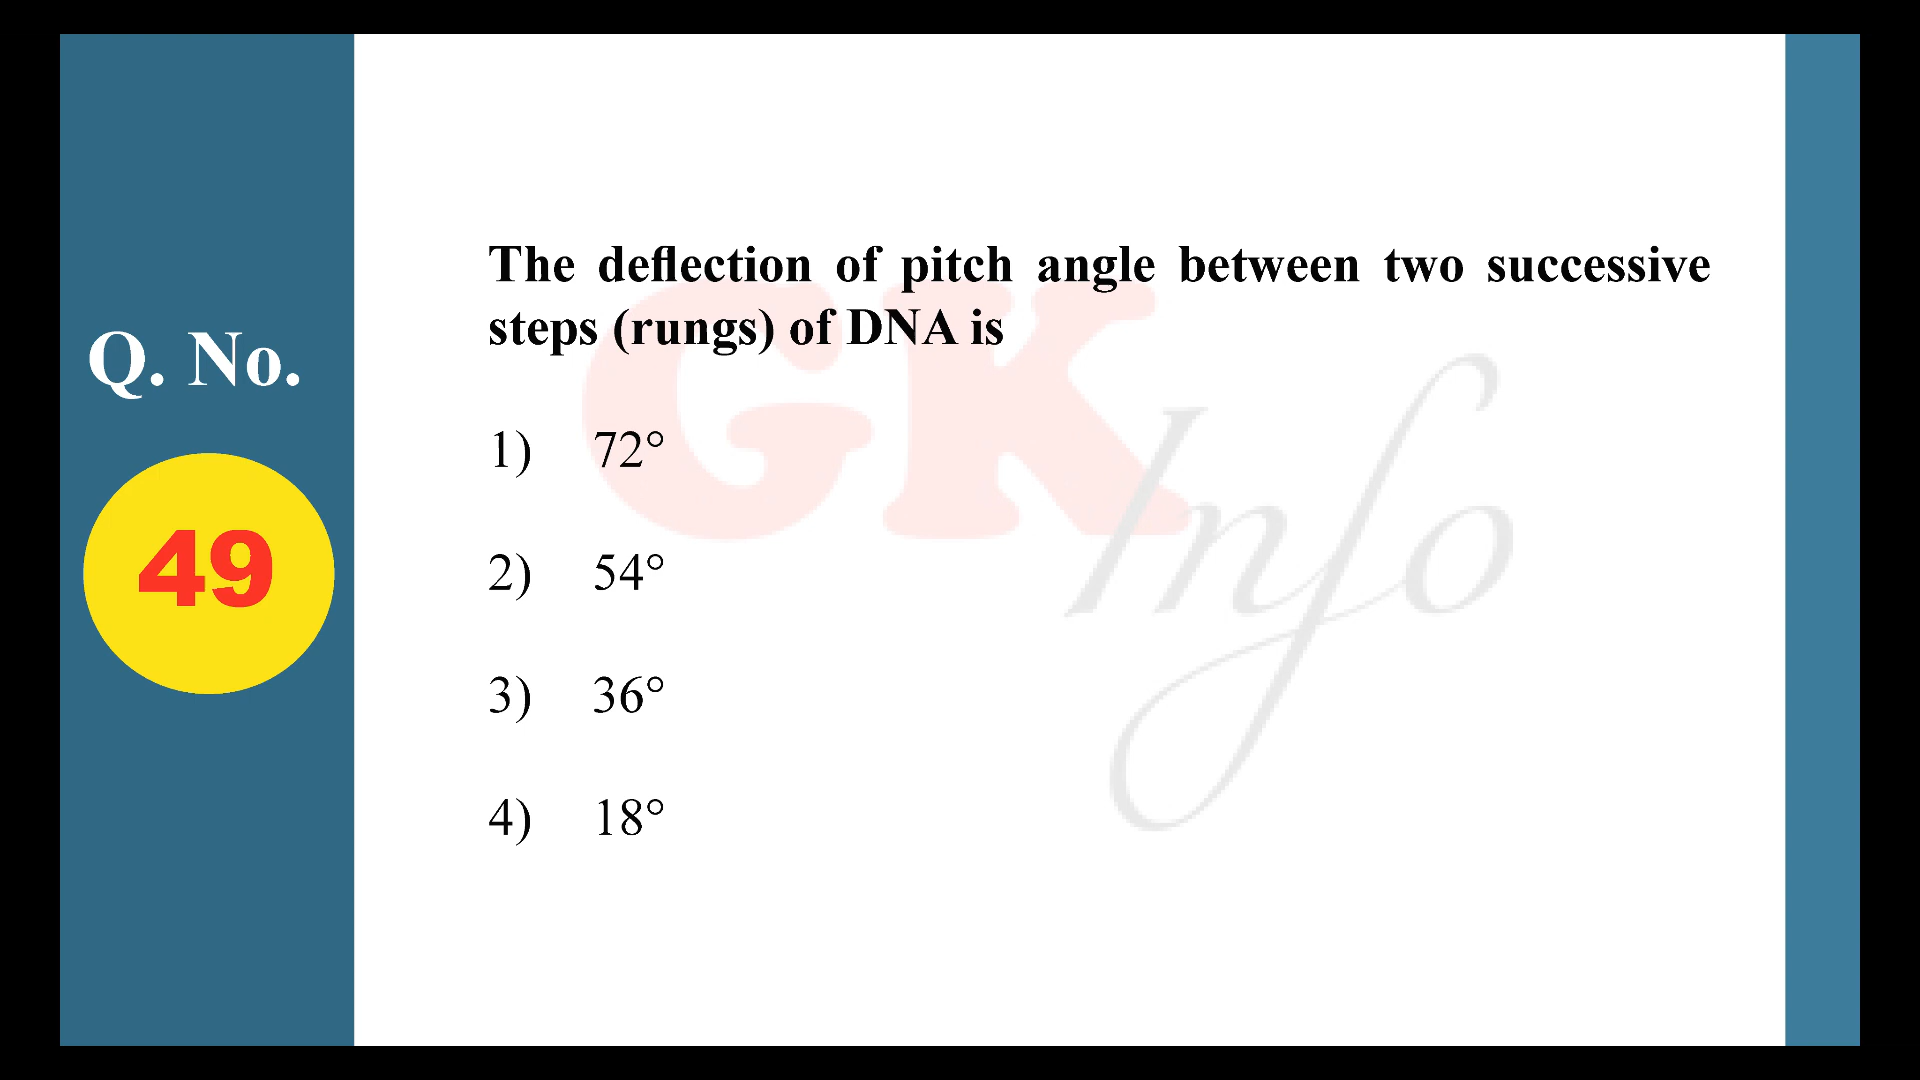 Q. No.
49
The deflection of pitch angle between two successive
steps (rungs) of DNA is
1) 72°
2) 54°
3) 36°
4) 18°
GK
Info